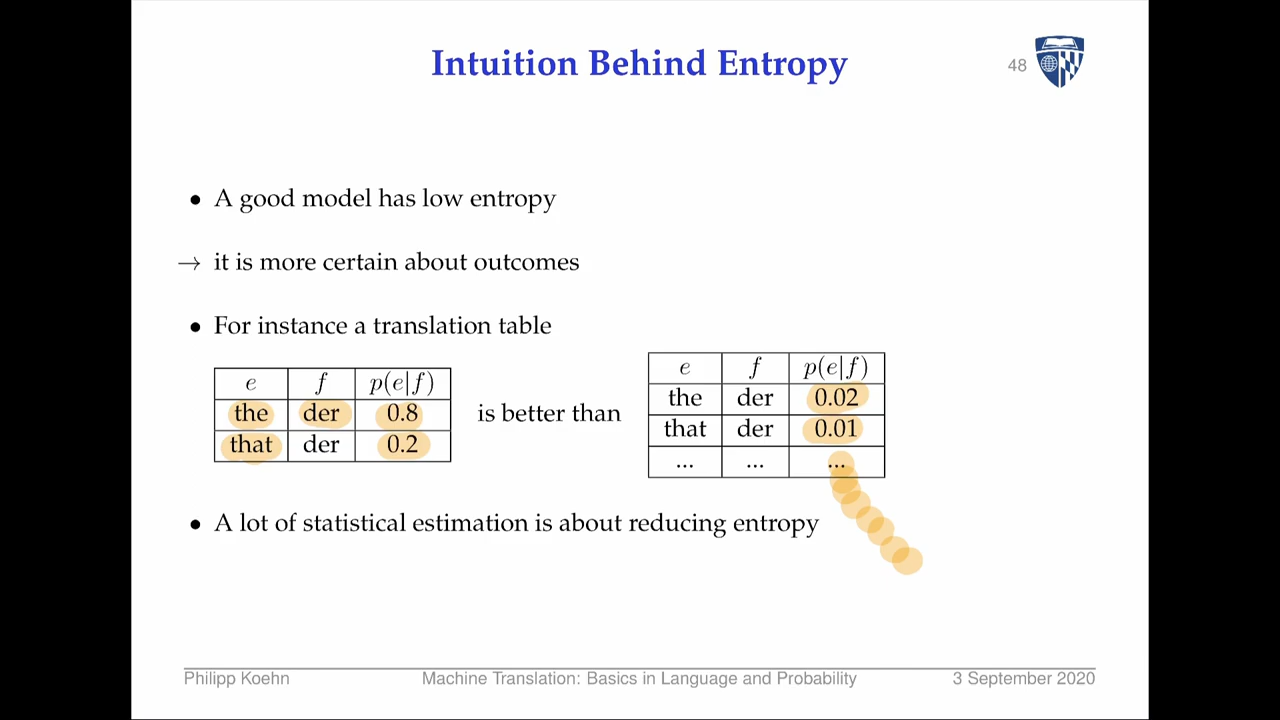 Intuition Behind Entropy
48
• A good model has low entropy
→ it is more certain about outcomes
• For instance a translation table
e f p(e|f)
the der 0.8
that der 0.2
is better than
e f p(e|f)
the der 0.02
that der 0.01
... ... ...
• A lot of statistical estimation is about reducing entropy
Philipp Koehn Machine Translation: Basics in Language and Probability 3 September 2020